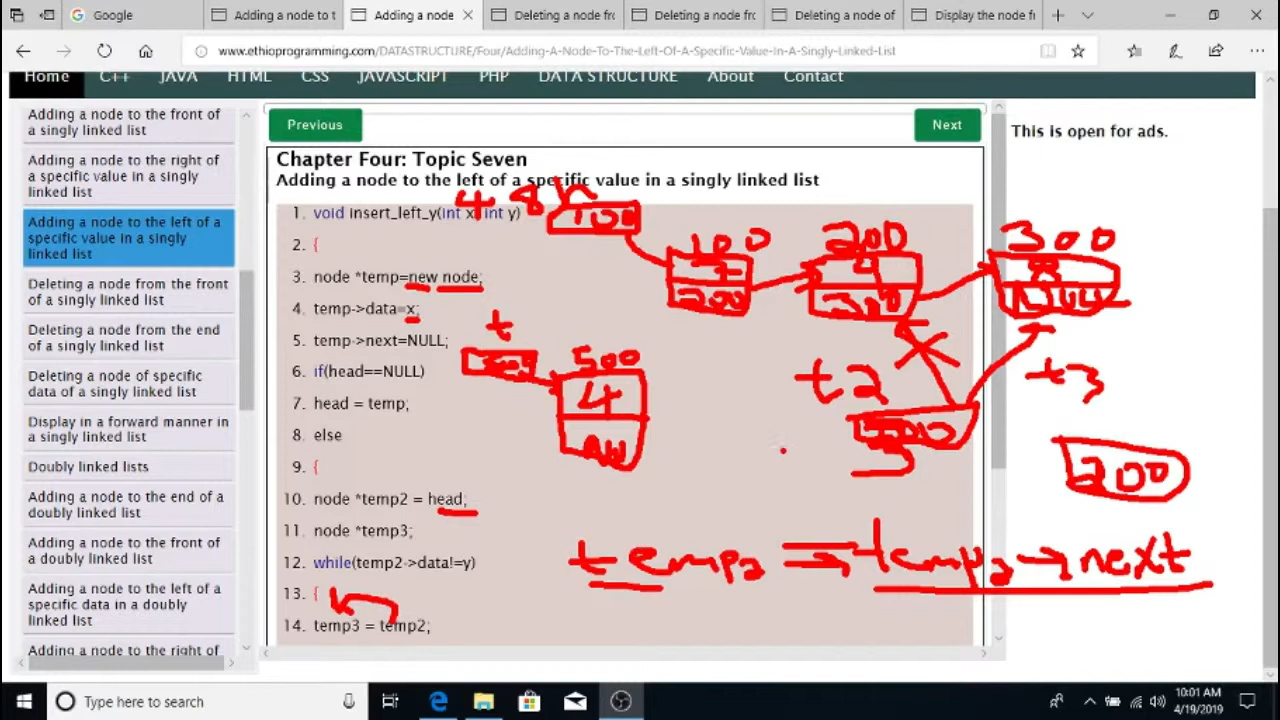 Google
Adding a node to t
Adding a node
Deleting a node fro
Deleting a node fro
Deleting a node of
Display the node fr
www.ethioprogramming.com/DATASTRUCTURE/Four/Adding-A-Node-To-The-Left-Of-A-Specific-Value-In-A-Singly-Linked-List
Home C++ JAVA HTML CSS JAVASCRIPT PHP DATA STRUCTURE About Contact
Adding a node to the front of
a singly linked list
Adding a node to the right of
a specific value in a singly
linked list
Adding a node to the left of a
specific value in a singly
linked list
Deleting a node from the front
of a singly linked list
Deleting a node from the end
of a singly linked list
Deleting a node of specific
data of a singly linked list
Display in a forward manner in
a singly linked list
Doubly linked lists
Adding a node to the end of a
doubly linked list
Adding a node to the front of
a doubly linked list
Adding a node to the left of a
specific data in a doubly
linked list
Adding a node to the right of
Previous
Next
This is open for ads.
Chapter Four: Topic Seven
Adding a node to the left of a specific value in a singly linked list
1. void insert_left_y(int x, int y)
2. {
3. node *temp=new node;
4. temp->data=x;
5. temp->next=NULL;
6. if(head==NULL)
7. head = temp;
8. else
9. {
10. node *temp2 = head;
11. node *temp3;
12. while(temp2->data!=y)
13. {
14. temp3 = temp2;
4 8 h
100
100
200
200
4
300
300
8
t
500
4
t2
t3
200
temp2 = temp2→next
Type here to search
10:01 AM
4/19/2019